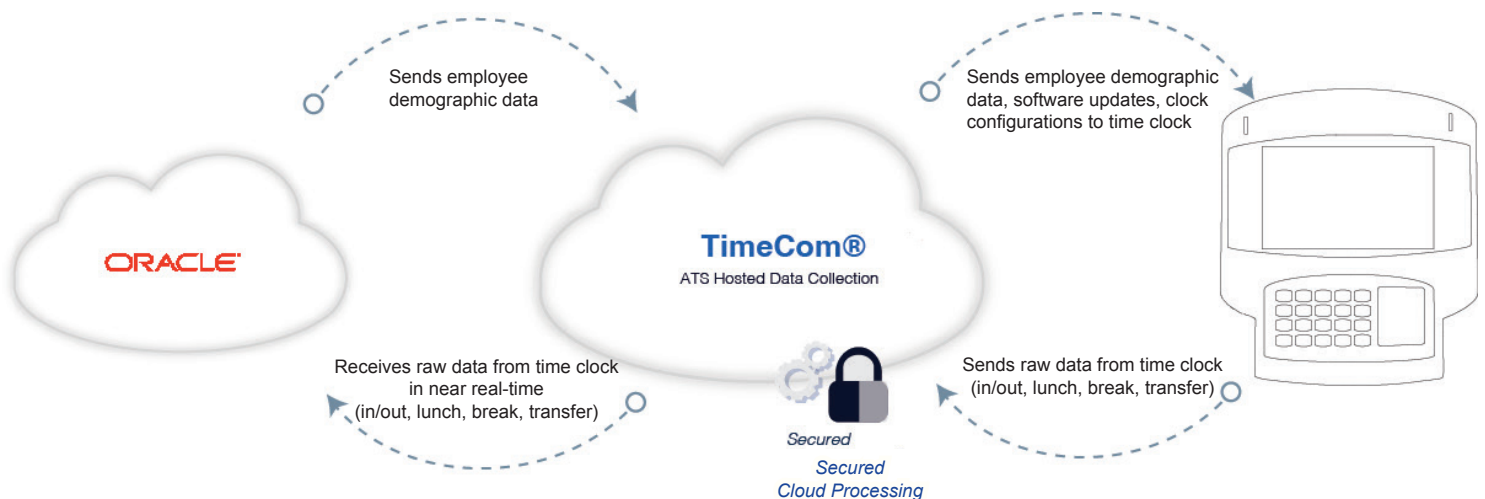 Sends employee
demographic data
Sends employee demographic
data, software updates, clock
configurations to time clock
ORACLE
TimeCom®
ATS Hosted Data Collection
Receives raw data from time clock
in near real-time
(in/out, lunch, break, transfer)
Sends raw data from time clock
(in/out, lunch, break, transfer)
Secured
Secured
Cloud Processing